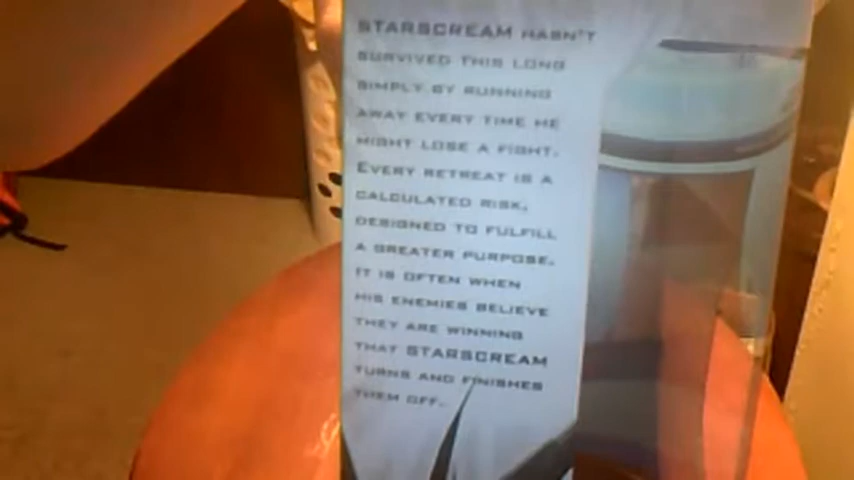 STARSCREAM HASN'T
SURVIVED THIS LONG
SIMPLY BY RUNNING
AWAY EVERY TIME HE
MIGHT LOSE A FIGHT.
EVERY RETREAT IS A
CALCULATED RISK,
DESIGNED TO FULFILL
A GREATER PURPOSE.
IT IS OFTEN WHEN
HIS ENEMIES BELIEVE
THEY ARE WINNING
THAT STARSCREAM
TURNS AND FINISHES
THEM OFF.